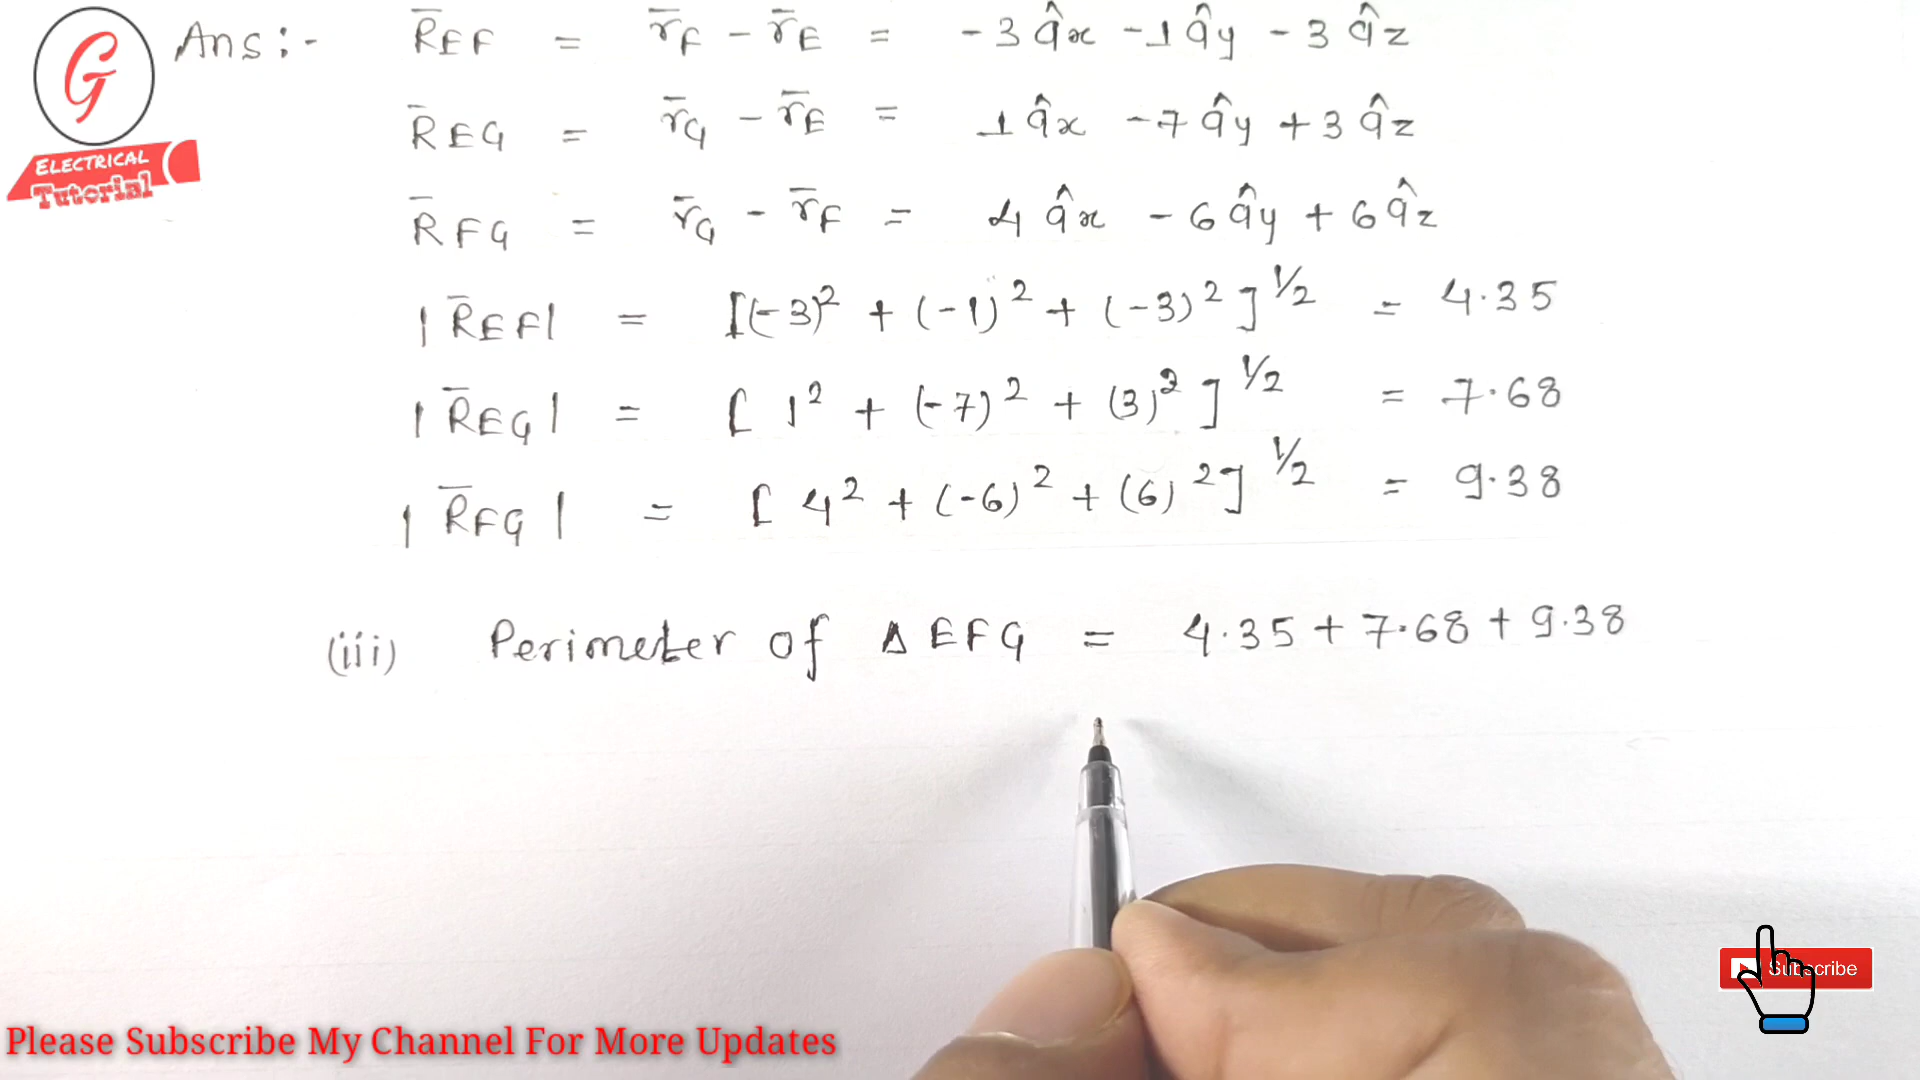 G
ELECTRICAL
Tutorial
Ans:- R̄EF = r̄F - r̄E = -3 âx -1 ây - 3 âz
R̄EG = r̄G - r̄E = 1 âx -7 ây + 3 âz
R̄FG = r̄G - r̄F = 4 âx - 6 ây + 6 âz
|R̄EF| = [(-3)² + (-1)² + (-3)²]^1/2 = 4.35
|R̄EG| = [1² + (-7)² + (3)²]^1/2 = 7.68
|R̄FG| = [4² + (-6)² + (6)²]^1/2 = 9.38
(iii) Perimeter of Δ EFG = 4.35 + 7.68 + 9.38
Subscribe
Please Subscribe My Channel For More Updates